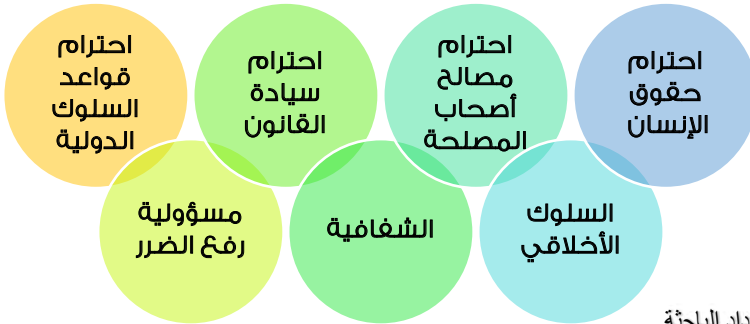 احترام
حقوق
الإنسان
احترام
مصالح
أصحاب
المصلحة
احترام
سيادة
القانون
احترام
قواعد
السلوك
الدولية
السلوك
الأخلاقي
الشفافية
مسؤولية
رفع الضرر
الباحثة